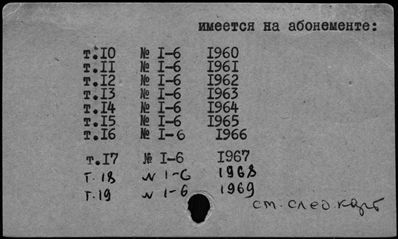 имеется на абонементе:
т.10 № 1-6 1960
т.11 № 1-6 1961
т.12 № 1-6 1962
т.13 № 1-6 1963
т.14 № 1-6 1964
т.15 № 1-6 1965
т.16 № 1-6 1966
т.17 № 1-6 1967
т.18 № 1-6 1968
т.19 № 1-6 1969
см. след карт